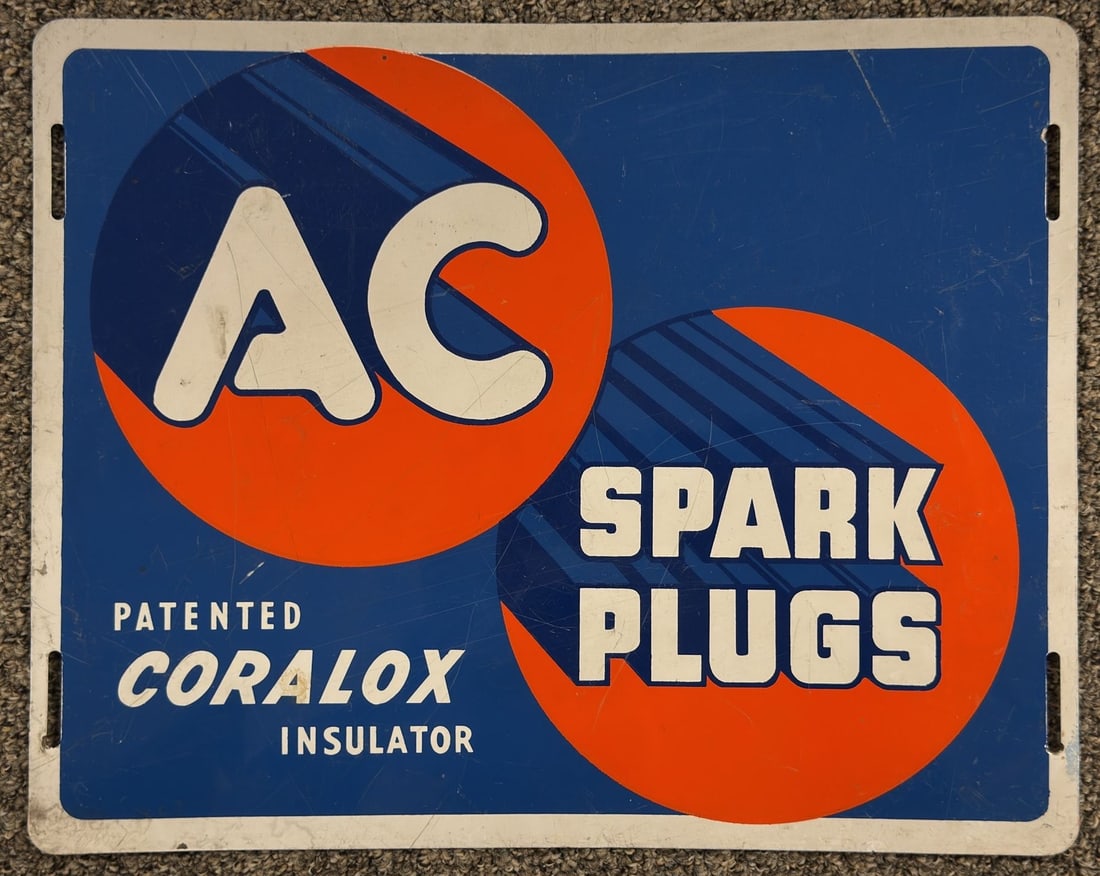 AC
SPARK
PLUGS
PATENTED
CORALOX
INSULATOR